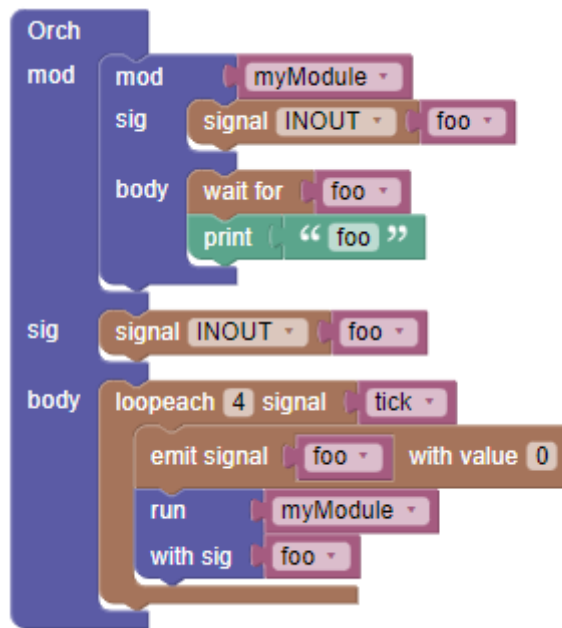 Orch
mod mod myModule
sig signal INOUT foo
body wait for foo
print “ foo ”
sig signal INOUT foo
body loopeach 4 signal tick
emit signal foo with value 0
run myModule
with sig foo